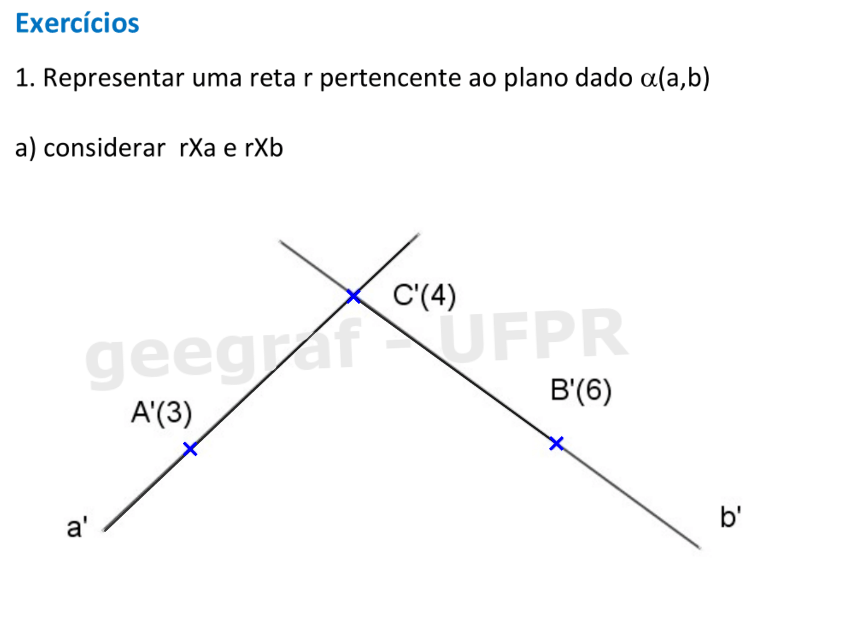 Exercícios
1. Representar uma reta r pertencente ao plano dado α(a,b)
a) considerar rXa e rXb
C'(4)
geegraf - UFPR
B'(6)
A'(3)
b'
a'